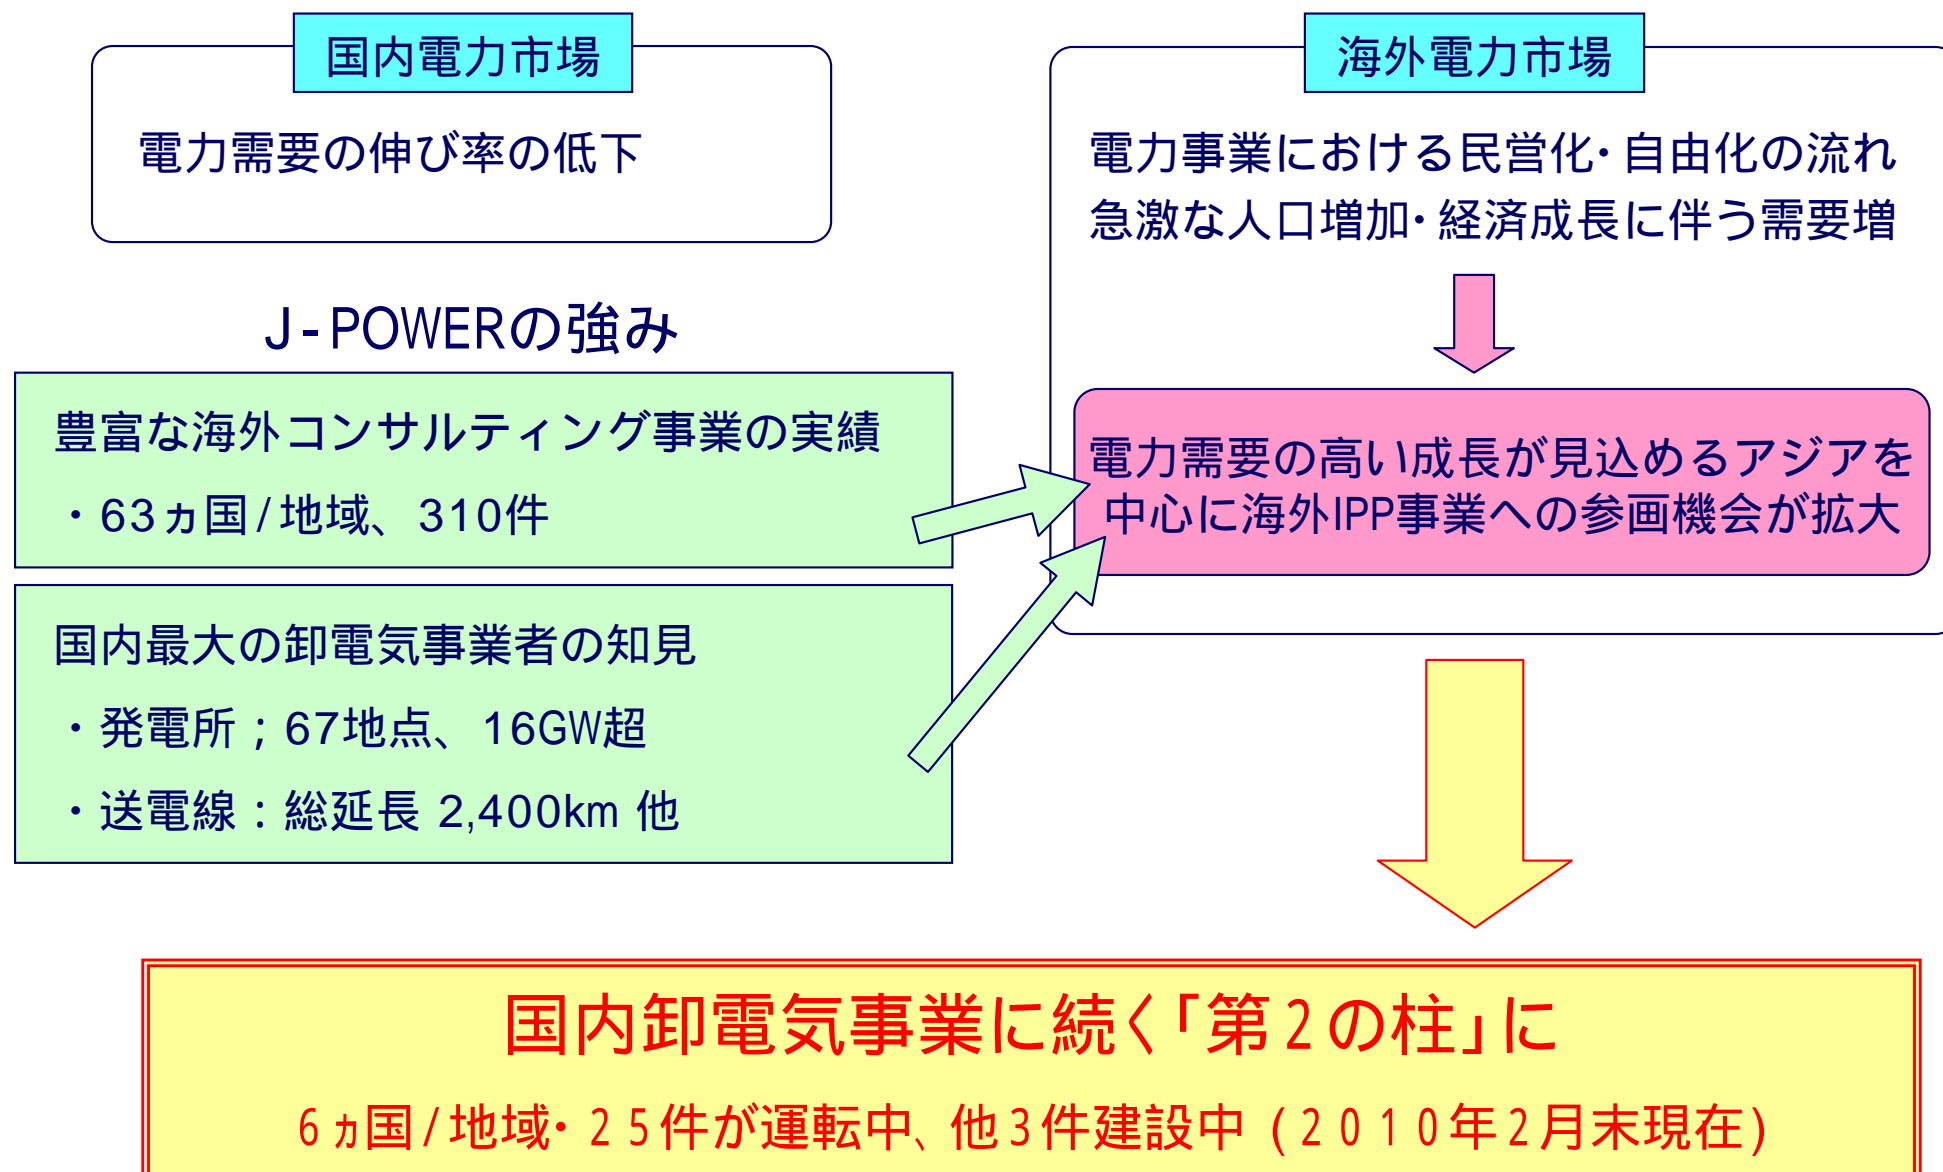 国内電力市場
電力需要の伸び率の低下
海外電力市場
電力事業における民営化・自由化の流れ
急激な人口増加・経済成長に伴う需要増
J-POWERの強み
豊富な海外コンサルティング事業の実績
・63ヵ国/地域、310件
国内最大の卸電気事業者の知見
・発電所；67地点、16GW超
・送電線：総延長 2,400km 他
電力需要の高い成長が見込めるアジアを
中心に海外IPP事業への参画機会が拡大
国内卸電気事業に続く「第2の柱」に
6ヵ国/地域・25件が運転中、他3件建設中 (2010年2月末現在)